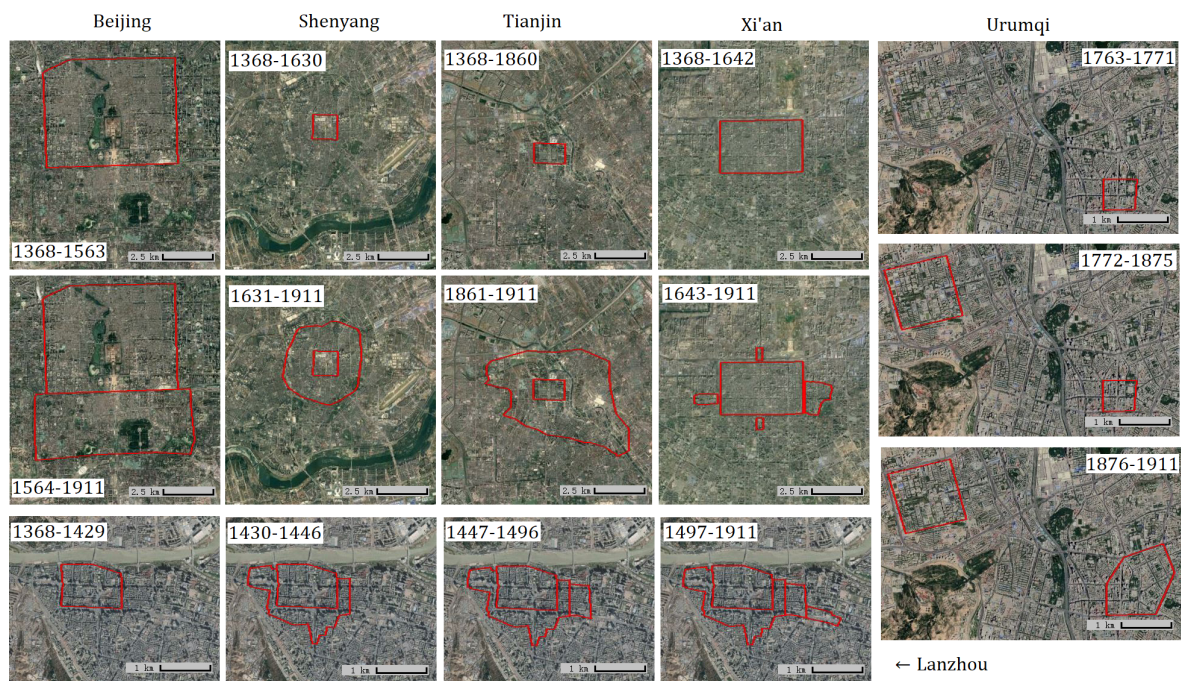 Beijing
Shenyang
Tianjin
Xi'an
Urumqi
1368-1563
2.5 km
1368-1630
2.5 km
1368-1860
2.5 km
1368-1642
2.5 km
1763-1771
1 km
1564-1911
2.5 km
1631-1911
2.5 km
1861-1911
2.5 km
1643-1911
2.5 km
1772-1875
1 km
1368-1429
1 km
1430-1446
1 km
1447-1496
1 km
1497-1911
1 km
1876-1911
1 km
← Lanzhou